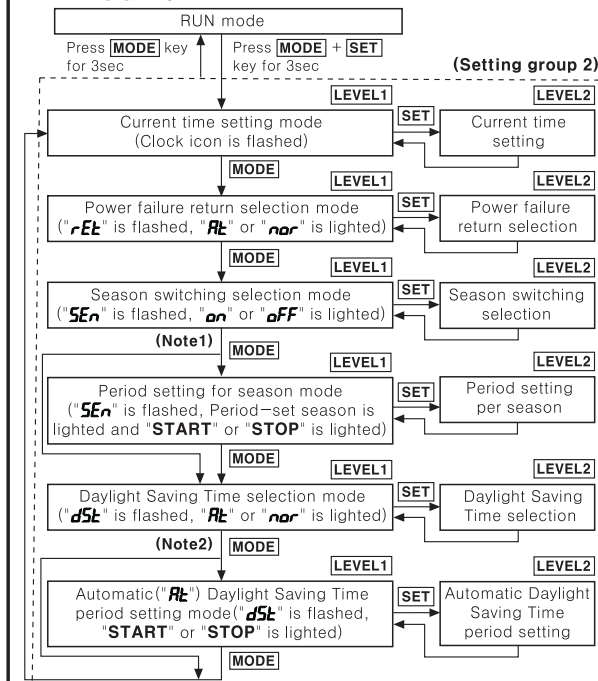 RUN mode
Press MODE key for 3sec
Press MODE + SET key for 3sec
(Setting group 2)
LEVEL1
Current time setting mode
(Clock icon is flashed)
SET
LEVEL2
Current time
setting
MODE
LEVEL1
Power failure return selection mode
("rEt" is flashed, "At" or "nor" is lighted)
SET
LEVEL2
Power failure
return selection
MODE
LEVEL1
Season switching selection mode
("SEn" is flashed, "on" or "oFF" is lighted)
SET
LEVEL2
Season switching
selection
(Note1)
MODE
LEVEL1
Period setting for season mode
("SEn" is flashed, Period-set season is
lighted and "START" or "STOP" is lighted)
SET
LEVEL2
Period setting
per season
MODE
LEVEL1
Daylight Saving Time selection mode
("dSt" is flashed, "At" or "nor" is lighted)
SET
LEVEL2
Daylight Saving
Time selection
(Note2)
MODE
LEVEL1
Automatic("At") Daylight Saving Time
period setting mode("dSt" is flashed,
"START" or "STOP" is lighted)
SET
LEVEL2
Automatic Daylight
Saving Time
period setting
MODE